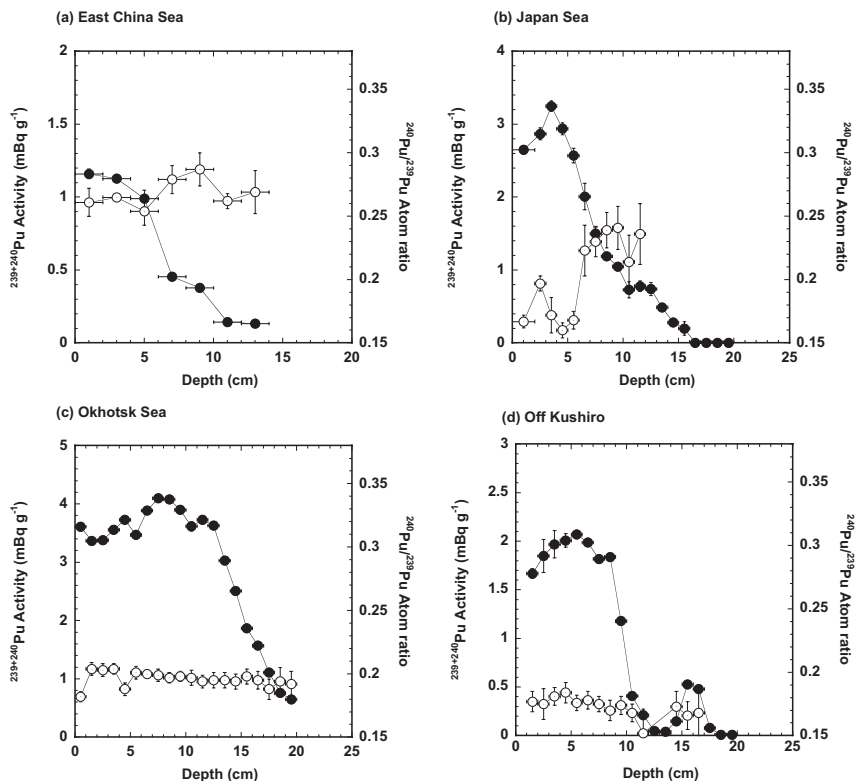 (a) East China Sea
2
1.5
1
0.5
0
0.35
0.3
0.25
0.2
0.15
0 5 10 15 20
²³⁹⁺²⁴⁰Pu Activity (mBq g⁻¹)
²⁴⁰Pu/²³⁹Pu Atom ratio
Depth (cm)
(b) Japan Sea
4
3
2
1
0
0.35
0.3
0.25
0.2
0.15
0 5 10 15 20 25
²³⁹⁺²⁴⁰Pu Activity (mBq g⁻¹)
²⁴⁰Pu/²³⁹Pu Atom ratio
Depth (cm)
(c) Okhotsk Sea
5
4
3
2
1
0
0.35
0.3
0.25
0.2
0.15
0 5 10 15 20 25
²³⁹⁺²⁴⁰Pu Activity (mBq g⁻¹)
²⁴⁰Pu/²³⁹Pu Atom ratio
Depth (cm)
(d) Off Kushiro
3
2.5
2
1.5
1
0.5
0
0.35
0.3
0.25
0.2
0.15
0 5 10 15 20 25
²³⁹⁺²⁴⁰Pu Activity (mBq g⁻¹)
²⁴⁰Pu/²³⁹Pu Atom ratio
Depth (cm)